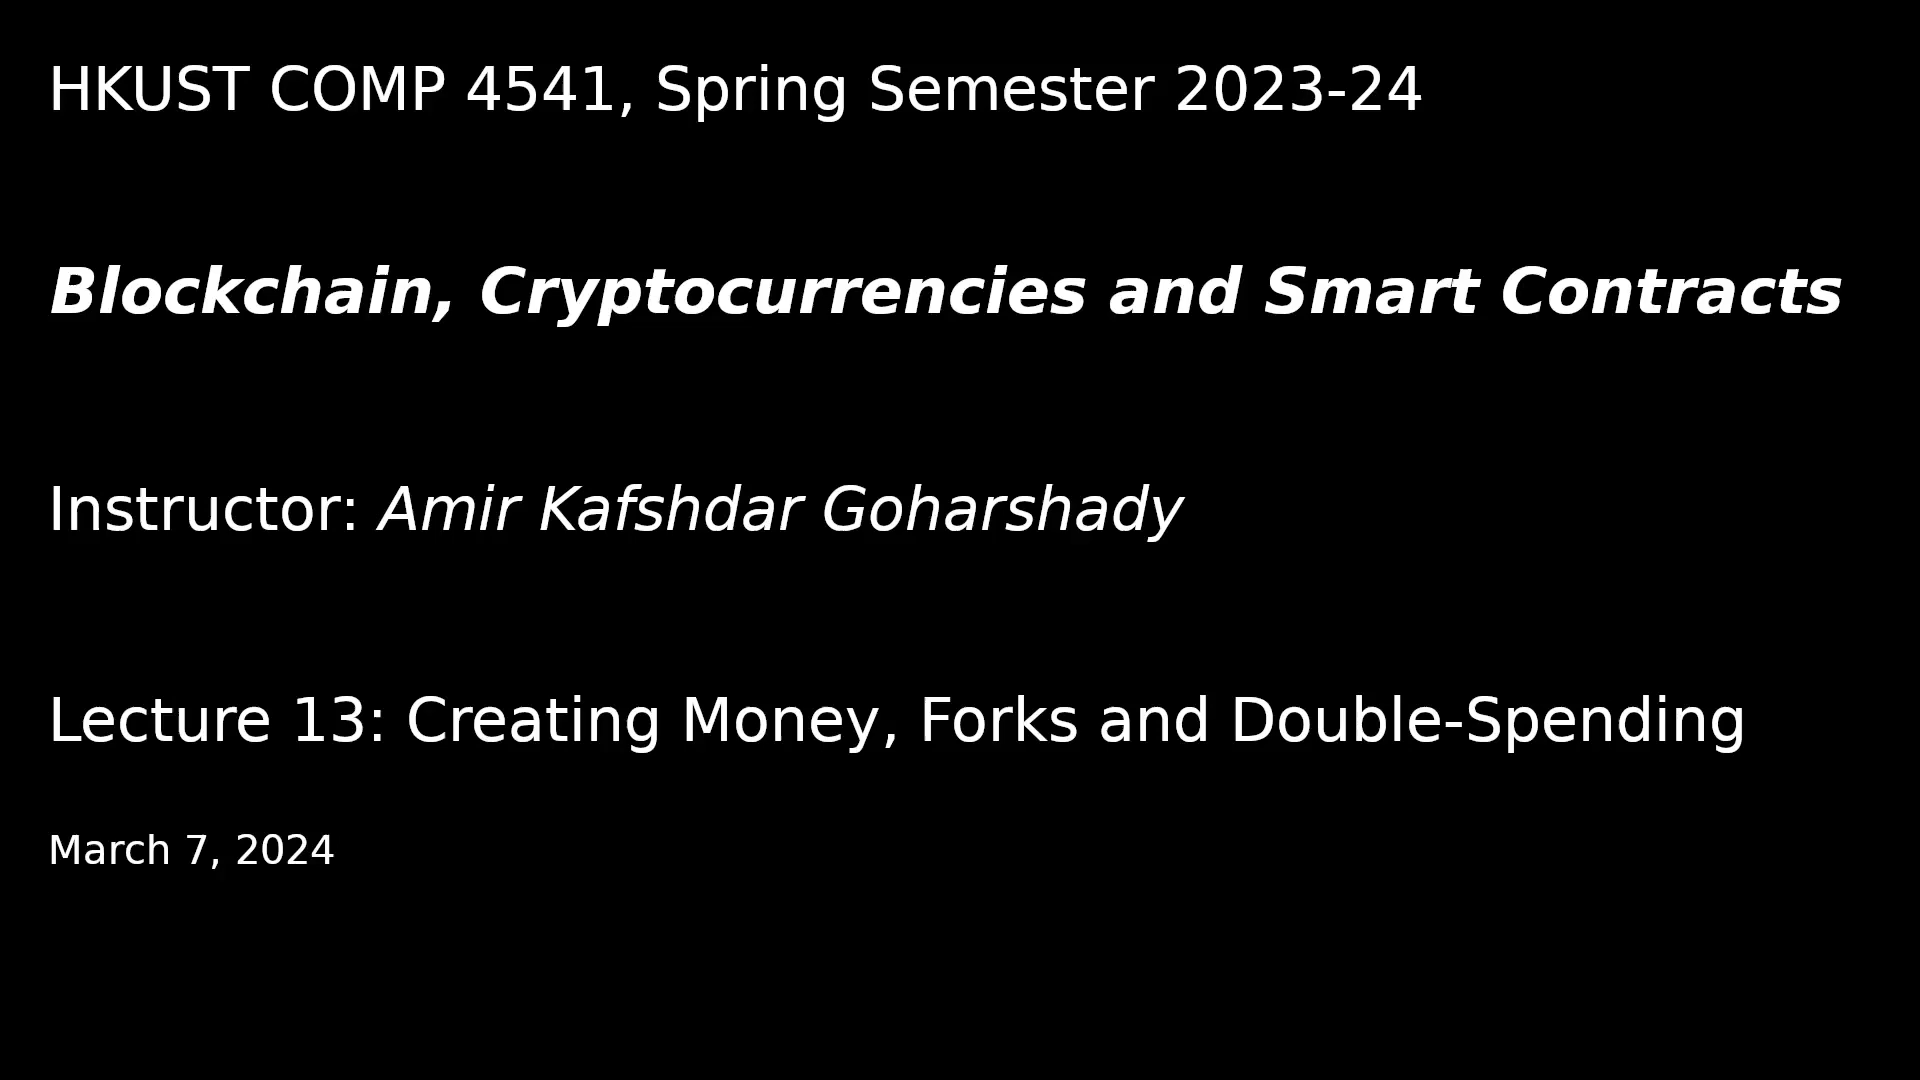 HKUST COMP 4541, Spring Semester 2023-24
Blockchain, Cryptocurrencies and Smart Contracts
Instructor: Amir Kafshdar Goharshady
Lecture 13: Creating Money, Forks and Double-Spending
March 7, 2024